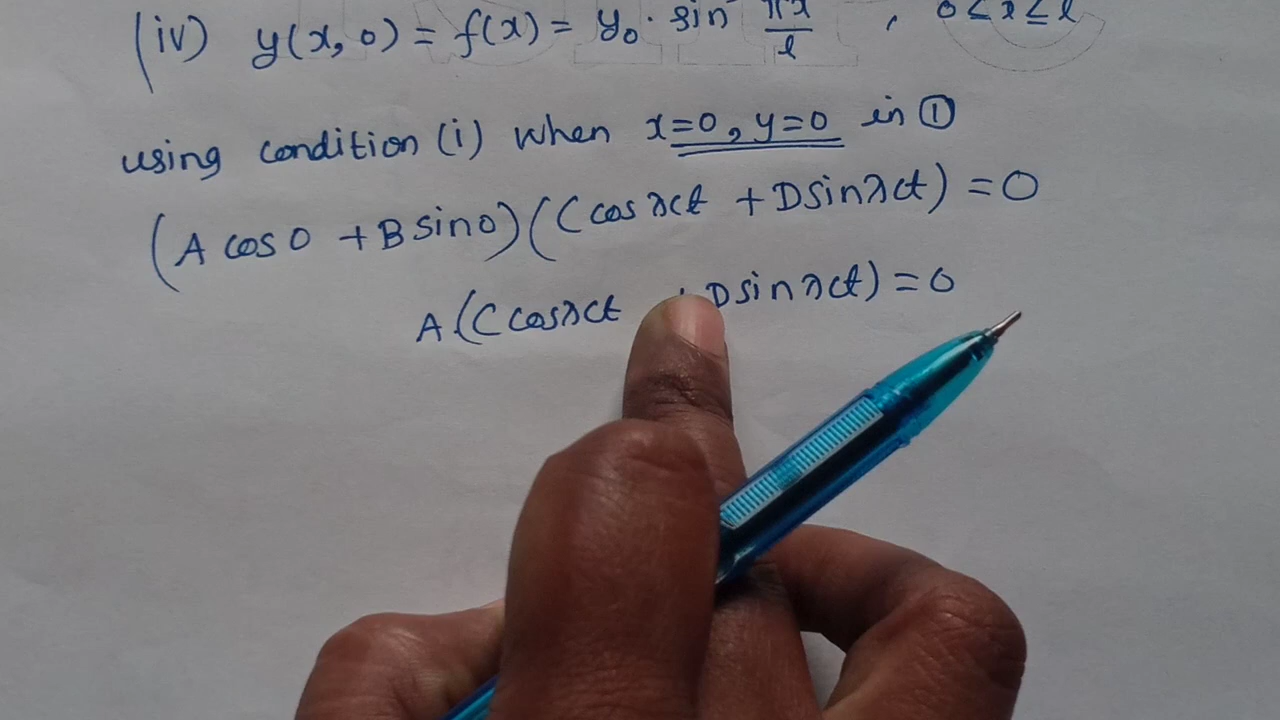 (iv) y(x, 0) = f(x) = y₀ · sin πx/l , 0 ≤ x ≤ l
using condition (i) when x=0, y=0 in ①
(A cos 0 + B sin 0)(C cos λct + D sin λct) = 0
A (C cos λct + D sin λct) = 0